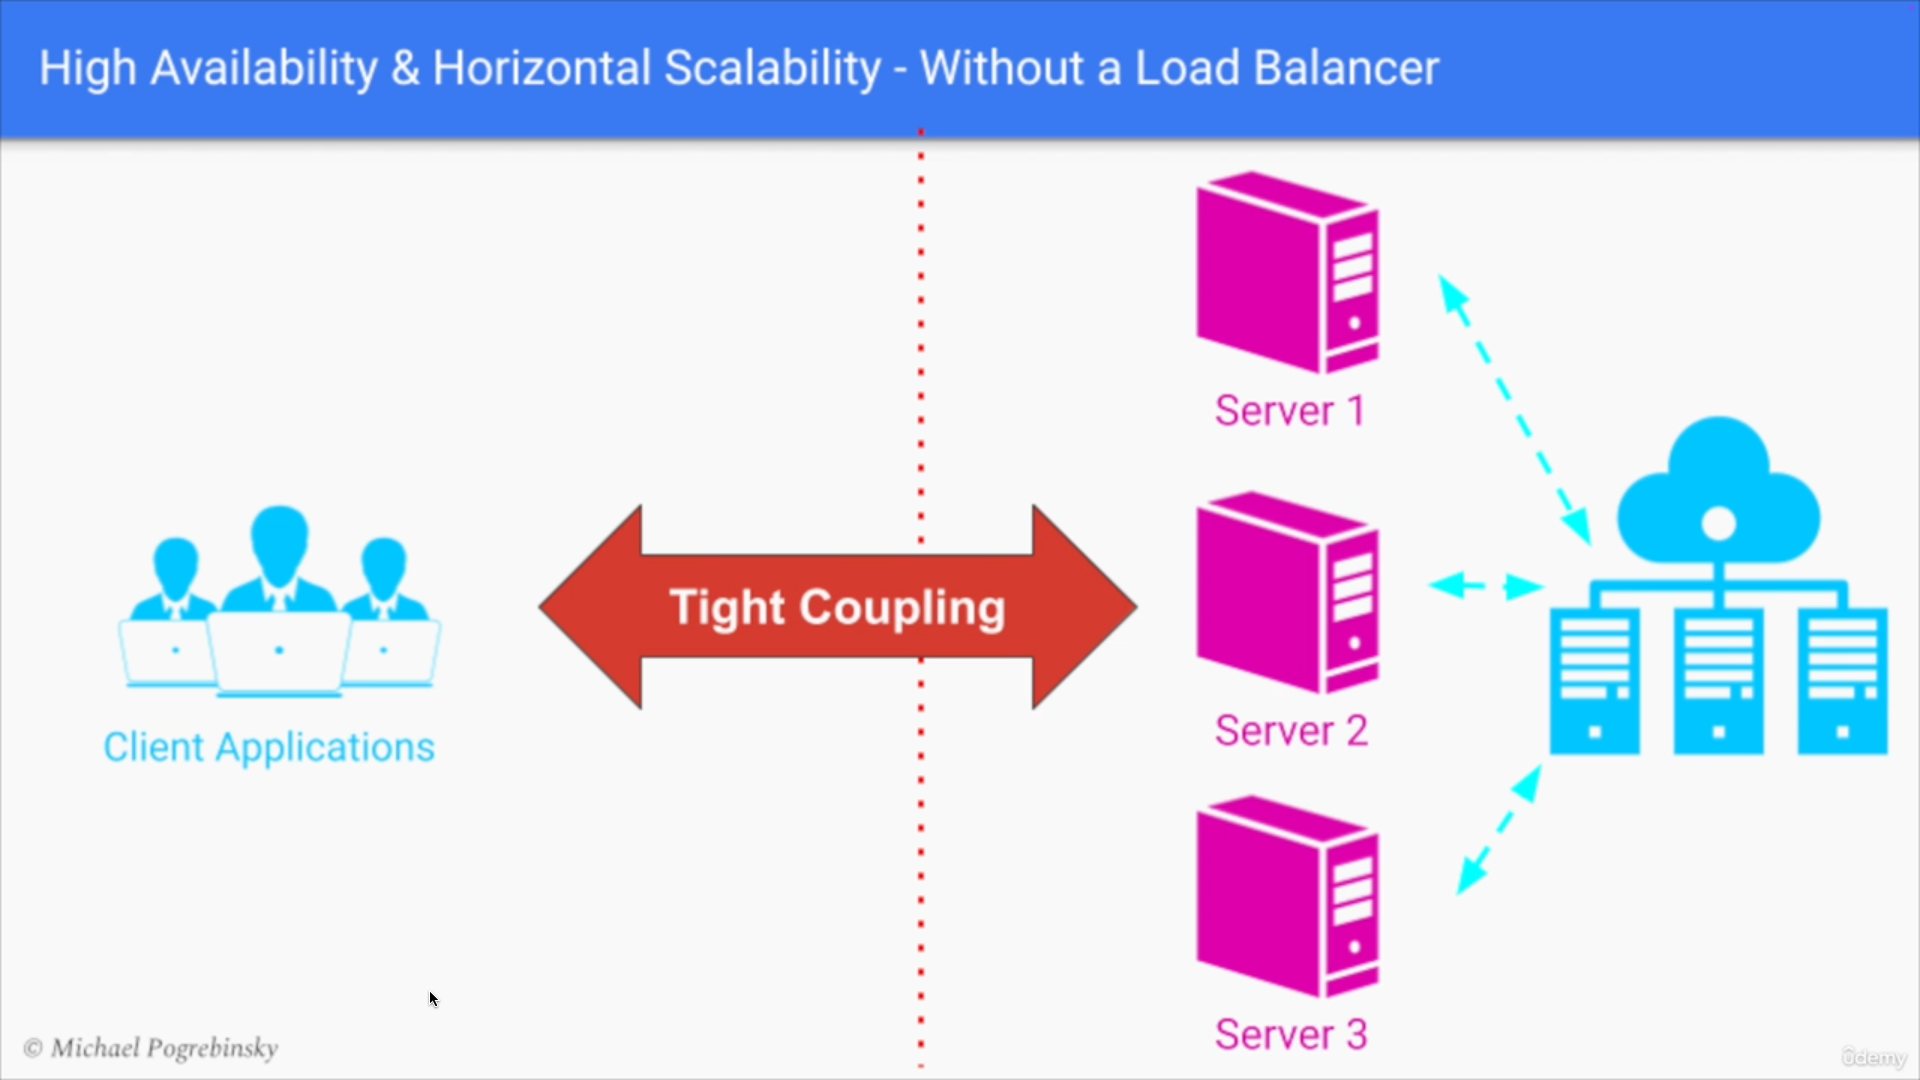 High Availability & Horizontal Scalability - Without a Load Balancer
Server 1
Tight Coupling
Server 2
Client Applications
Server 3
© Michael Pogrebinsky
ûdemy